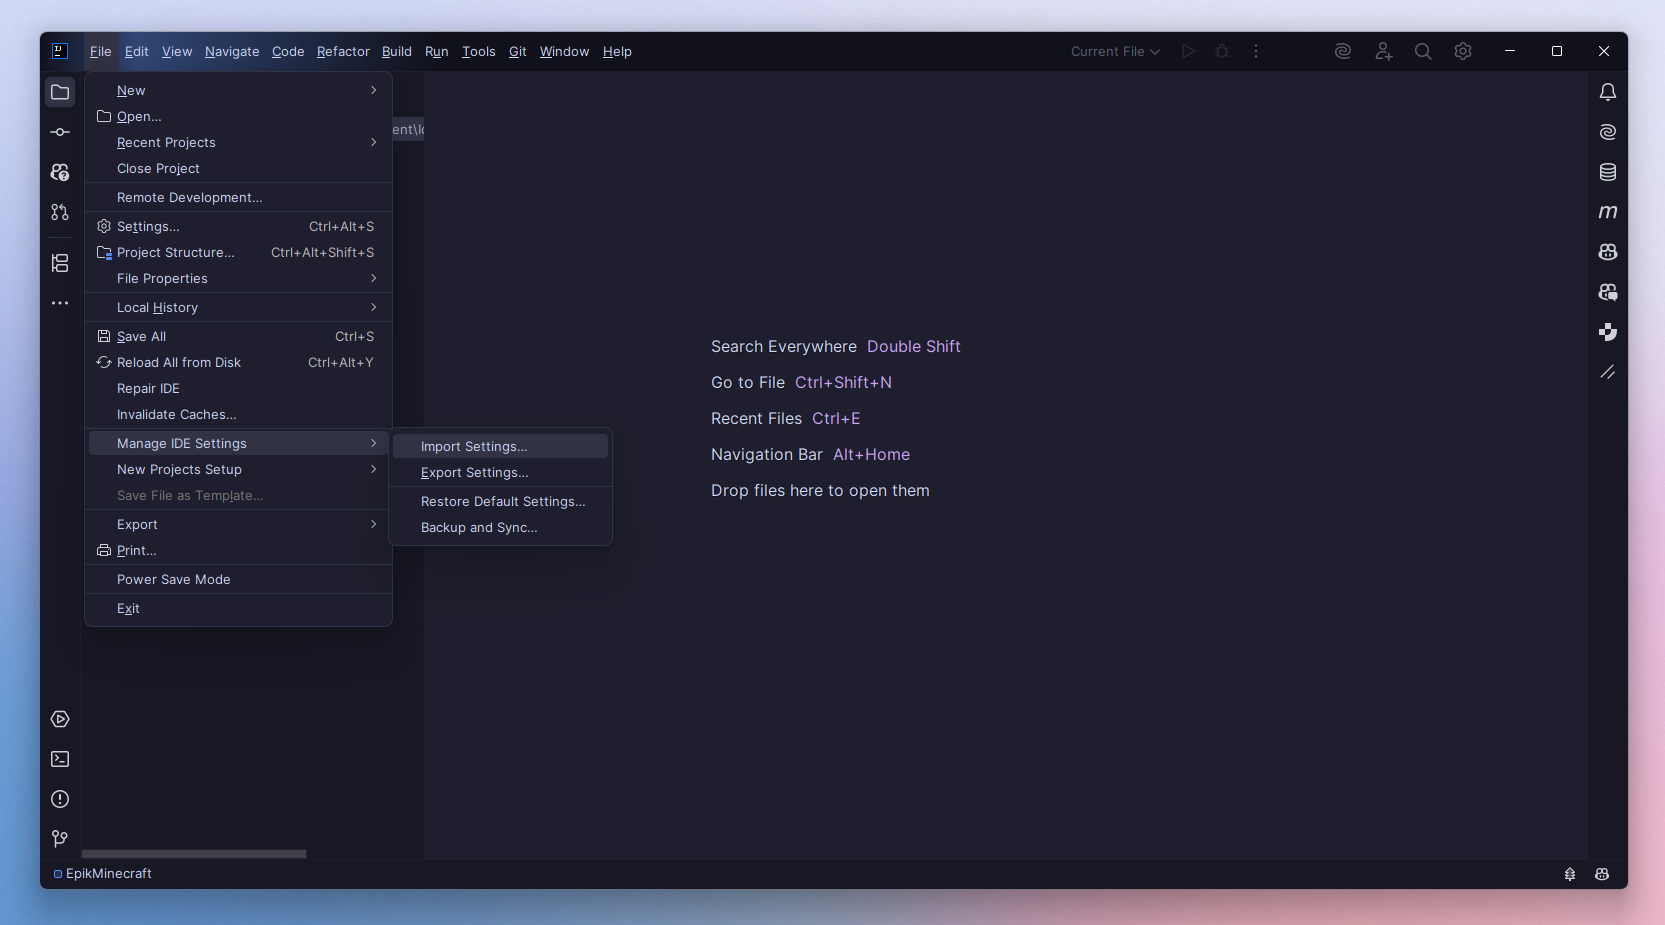 IJ
File Edit View Navigate Code Refactor Build Run Tools Git Window Help
Current File
New
Open...
Recent Projects
Close Project
Remote Development...
Settings... Ctrl+Alt+S
Project Structure... Ctrl+Alt+Shift+S
File Properties
Local History
Save All Ctrl+S
Reload All from Disk Ctrl+Alt+Y
Repair IDE
Invalidate Caches...
Manage IDE Settings
New Projects Setup
Save File as Template...
Export
Print...
Power Save Mode
Exit
Import Settings...
Export Settings...
Restore Default Settings...
Backup and Sync...
Search Everywhere Double Shift
Go to File Ctrl+Shift+N
Recent Files Ctrl+E
Navigation Bar Alt+Home
Drop files here to open them
m
EpikMinecraft